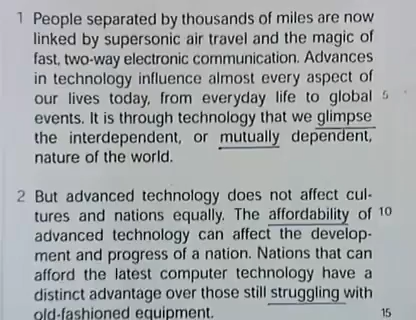 1 People separated by thousands of miles are now
linked by supersonic air travel and the magic of
fast, two-way electronic communication. Advances
in technology influence almost every aspect of
our lives today, from everyday life to global 5
events. It is through technology that we glimpse
the interdependent, or mutually dependent,
nature of the world.
2 But advanced technology does not affect cul-
tures and nations equally. The affordability of 10
advanced technology can affect the develop-
ment and progress of a nation. Nations that can
afford the latest computer technology have a
distinct advantage over those still struggling with
old-fashioned equipment. 15